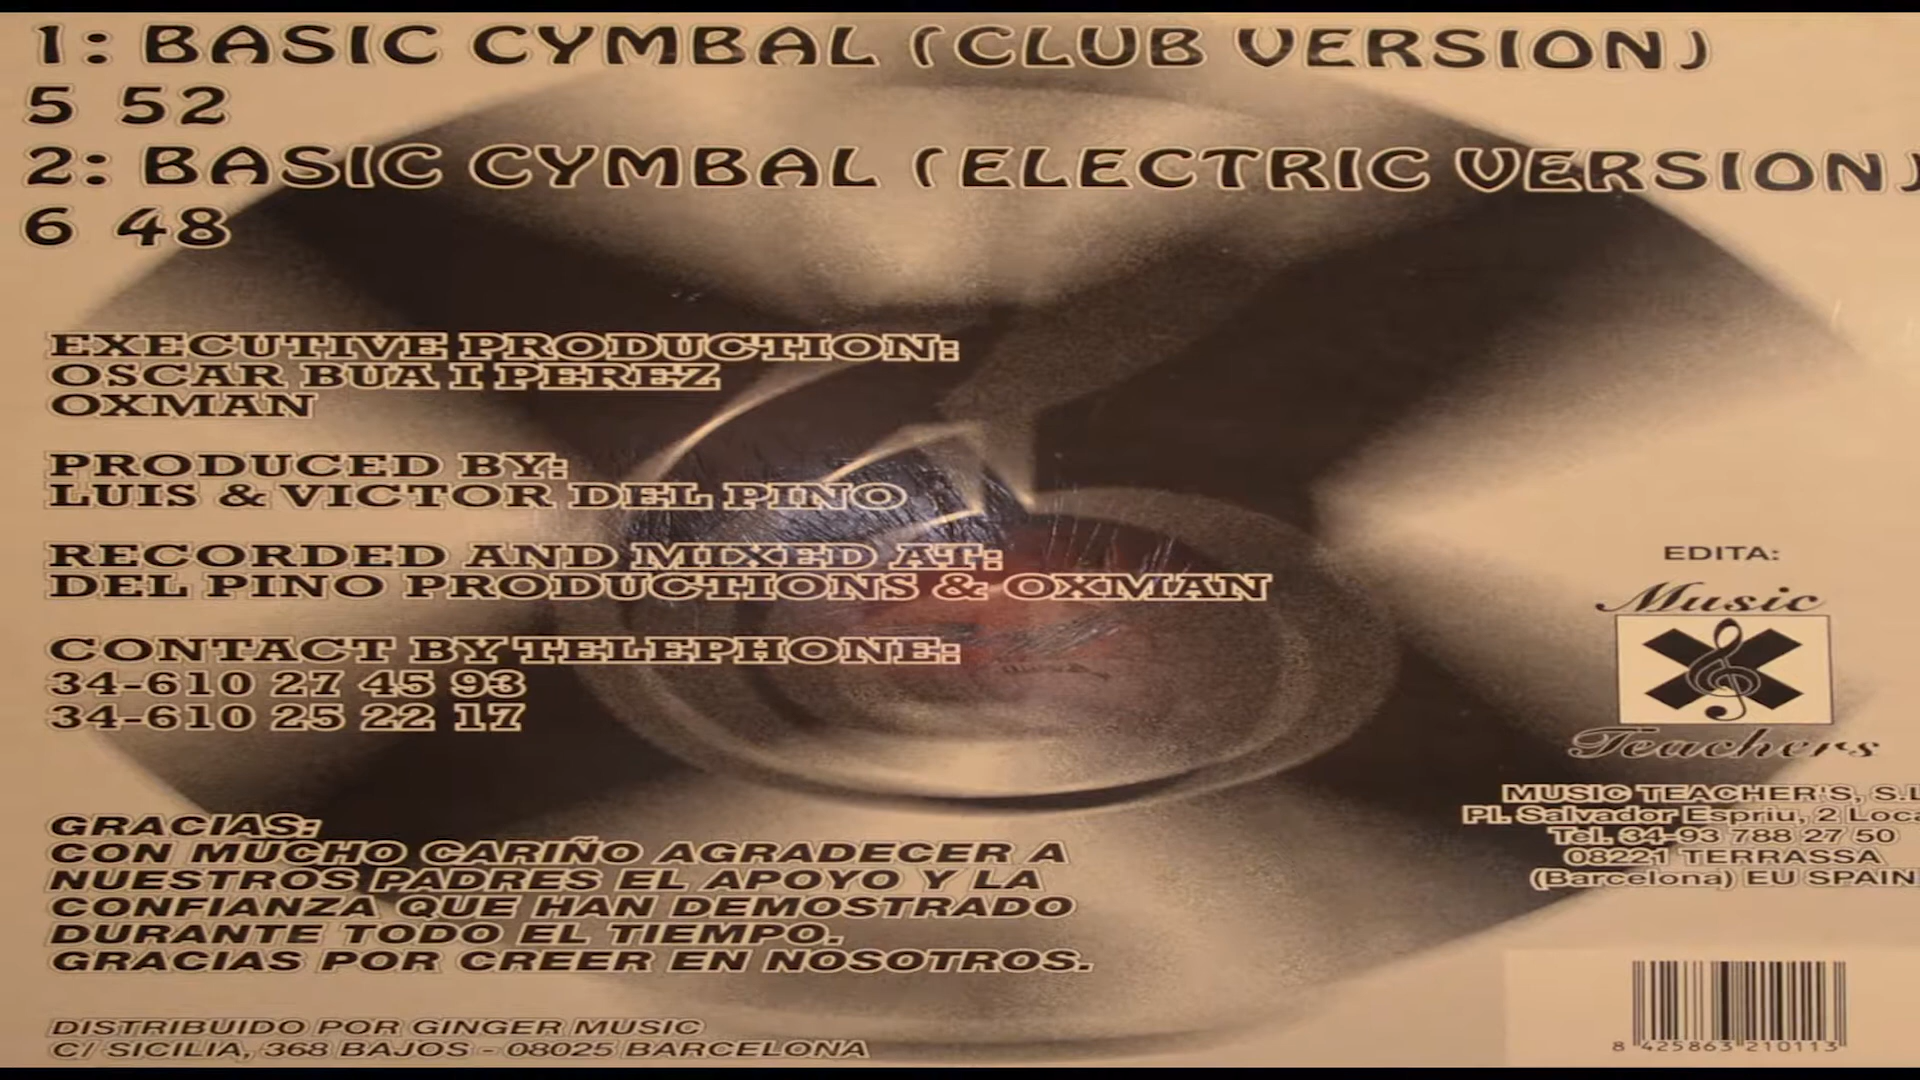 1: BASIC CYMBAL (CLUB VERSION)
5 52
2: BASIC CYMBAL (ELECTRIC VERSION)
6 48
EXECUTIVE PRODUCTION:
OSCAR BUA I PEREZ
OXMAN
PRODUCED BY:
LUIS & VICTOR DEL PINO
RECORDED AND MIXED AT:
DEL PINO PRODUCTIONS & OXMAN
CONTACT BY TELEPHONE:
34-610 27 45 93
34-610 25 22 17
GRACIAS:
CON MUCHO CARIÑO AGRADECER A
NUESTROS PADRES EL APOYO Y LA
CONFIANZA QUE HAN DEMOSTRADO
DURANTE TODO EL TIEMPO.
GRACIAS POR CREER EN NOSOTROS.
DISTRIBUIDO POR GINGER MUSIC
C/ SICILIA, 368 BAJOS - 08025 BARCELONA
EDITA:
Music
Teachers
MUSIC TEACHER'S, S.L
Pl. Salvador Espriu, 2 Loca
Tel. 34-93 788 27 50
08221 TERRASSA
(Barcelona) EU SPAIN
8 425863 210113